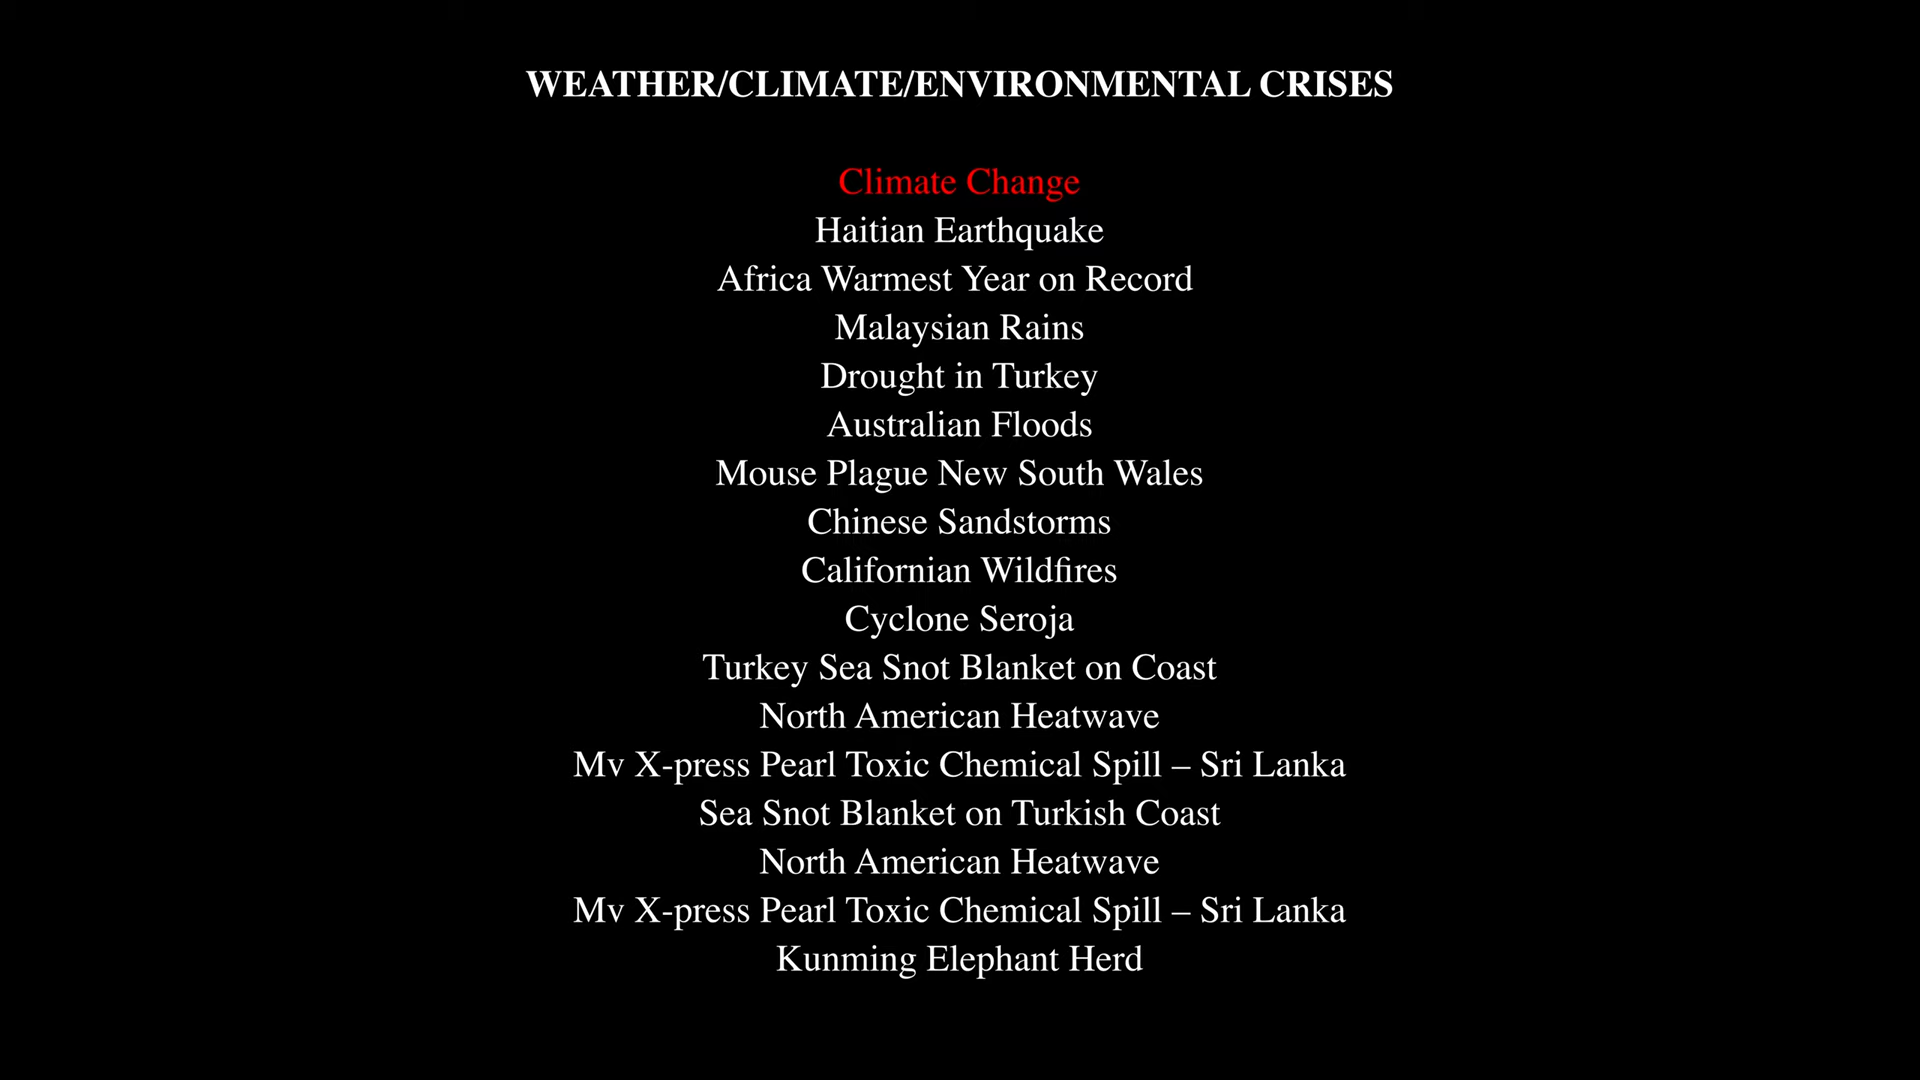 WEATHER/CLIMATE/ENVIRONMENTAL CRISES
Climate Change
Haitian Earthquake
Africa Warmest Year on Record
Malaysian Rains
Drought in Turkey
Australian Floods
Mouse Plague New South Wales
Chinese Sandstorms
Californian Wildfires
Cyclone Seroja
Turkey Sea Snot Blanket on Coast
North American Heatwave
Mv X-press Pearl Toxic Chemical Spill – Sri Lanka
Sea Snot Blanket on Turkish Coast
North American Heatwave
Mv X-press Pearl Toxic Chemical Spill – Sri Lanka
Kunming Elephant Herd